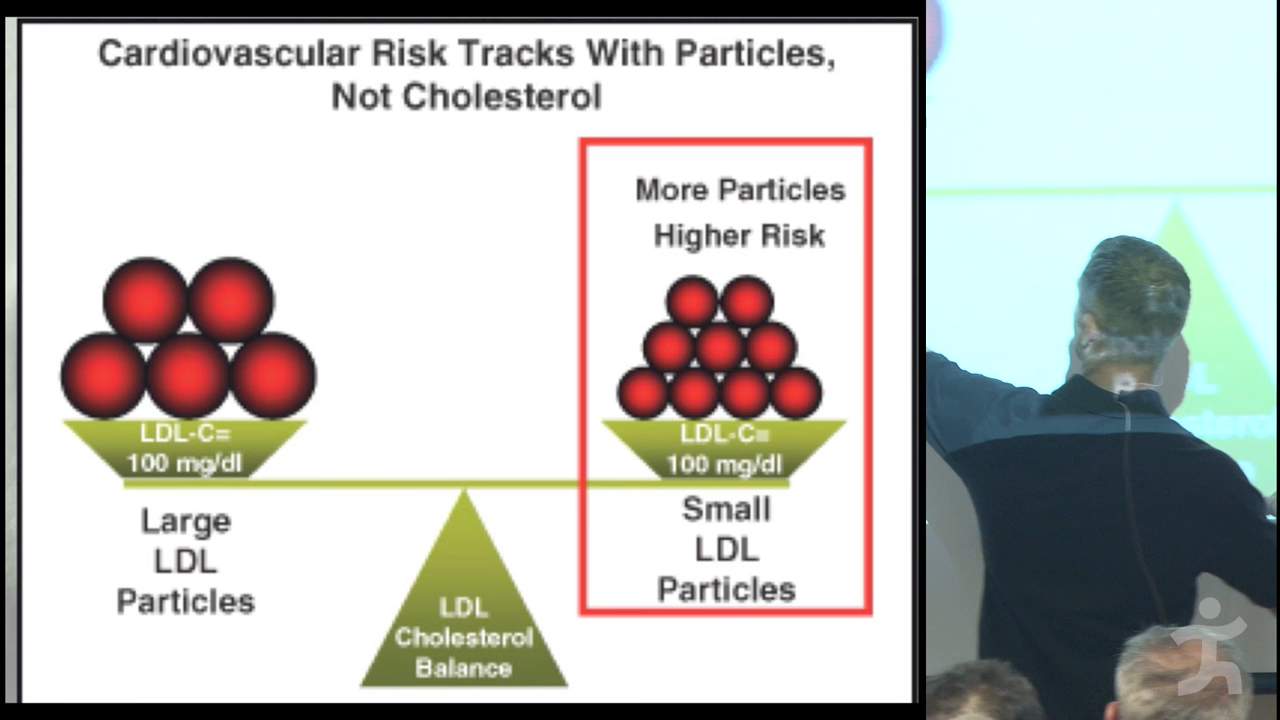 Cardiovascular Risk Tracks With Particles,
Not Cholesterol
More Particles
Higher Risk
LDL-C=
100 mg/dl
LDL-C=
100 mg/dl
Large
LDL
Particles
Small
LDL
Particles
LDL
Cholesterol
Balance